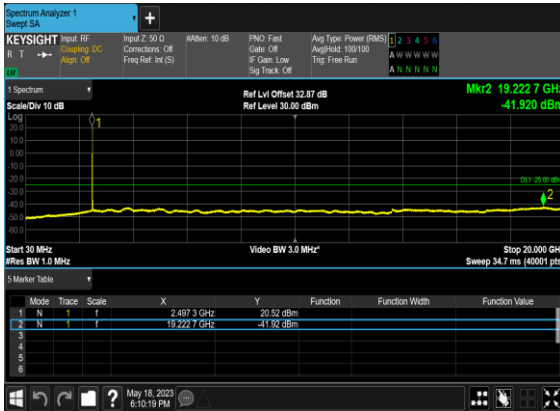 Spectrum Analyzer 1
Swept SA
+
KEYSIGHT Input: RF Input Z: 50 Ω #Atten: 10 dB PNO: Fast Avg Type: Power (RMS) 1 2 3 4 5 6
R T Coupling: DC Corrections: Off Gate: Off Avg|Hold: 100/100 A W W W W W
Align: Off Freq Ref: Int (S) IF Gain: Low Trig: Free Run
Sig Track: Off A N N N N N
1 Spectrum Ref Lvl Offset 32.87 dB Mkr2 19.222 7 GHz
Scale/Div 10 dB Ref Level 30.00 dBm -41.920 dBm
Log
20.0
10.0
0.00
-10.0
-20.0
-30.0
-40.0
-50.0
-60.0
1
DL1 -25.00 dBm
2
Start 30 MHz Video BW 3.0 MHz* Stop 20.000 GHz
#Res BW 1.0 MHz Sweep 34.7 ms (40001 pts)
5 Marker Table
Mode Trace Scale X Y Function Function Width Function Value
1 N 1 f 2.497 3 GHz 20.52 dBm
2 N 1 f 19.222 7 GHz -41.92 dBm
3
4
5
6
? May 18, 2023
6:10:19 PM